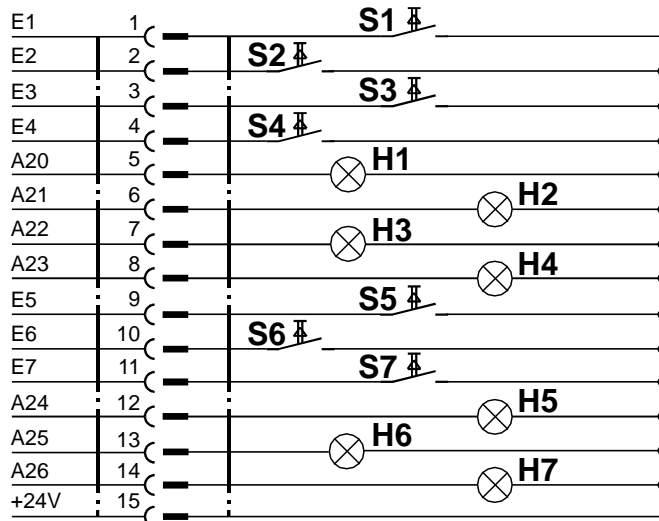 E1 1 S1
E2 2 S2
E3 3 S3
E4 4 S4
A20 5 H1
A21 6 H2
A22 7 H3
A23 8 H4
E5 9 S5
E6 10 S6
E7 11 S7
A24 12 H5
A25 13 H6
A26 14 H7
+24V 15